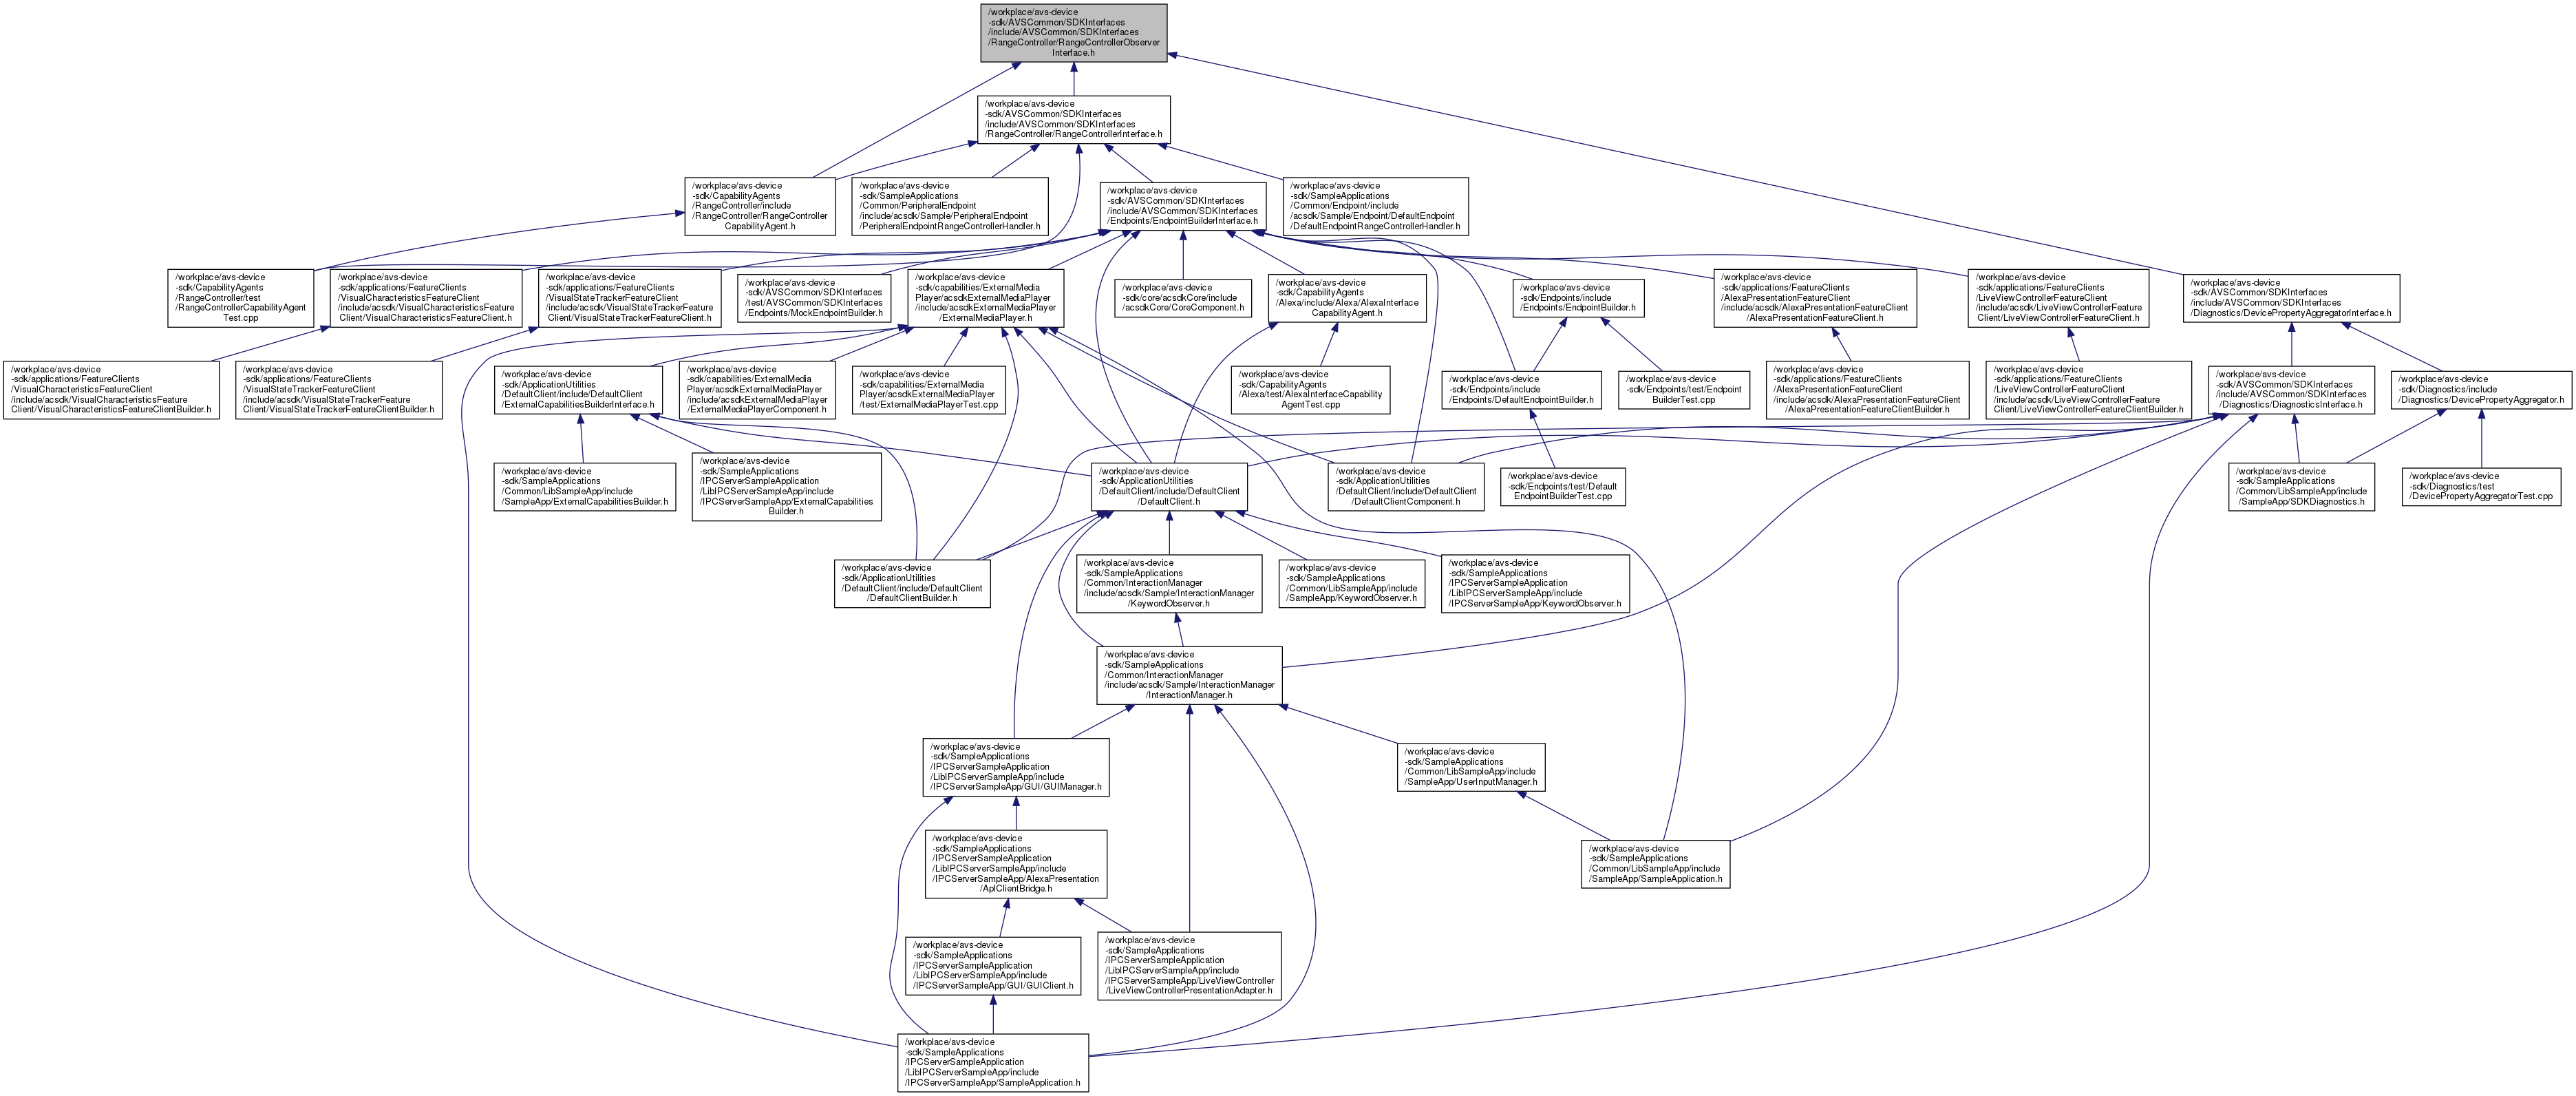 /workplace/avs-device
-sdk/AVSCommon/SDKInterfaces
/include/AVSCommon/SDKInterfaces
/RangeController/RangeControllerObserver
Interface.h
/workplace/avs-device
-sdk/AVSCommon/SDKInterfaces
/include/AVSCommon/SDKInterfaces
/RangeController/RangeControllerInterface.h
/workplace/avs-device
-sdk/CapabilityAgents
/RangeController/include
/RangeController/RangeController
CapabilityAgent.h
/workplace/avs-device
-sdk/SampleApplications
/Common/PeripheralEndpoint
/include/acsdk/Sample/PeripheralEndpoint
/PeripheralEndpointRangeControllerHandler.h
/workplace/avs-device
-sdk/AVSCommon/SDKInterfaces
/include/AVSCommon/SDKInterfaces
/Endpoints/EndpointBuilderInterface.h
/workplace/avs-device
-sdk/SampleApplications
/Common/Endpoint/include
/acsdk/Sample/Endpoint/DefaultEndpoint
/DefaultEndpointRangeControllerHandler.h
/workplace/avs-device
-sdk/CapabilityAgents
/RangeController/test
/RangeControllerCapabilityAgent
Test.cpp
/workplace/avs-device
-sdk/applications/FeatureClients
/VisualCharacteristicsFeatureClient
/include/acsdk/VisualCharacteristicsFeature
Client/VisualCharacteristicsFeatureClient.h
/workplace/avs-device
-sdk/applications/FeatureClients
/VisualStateTrackerFeatureClient
/include/acsdk/VisualStateTrackerFeature
Client/VisualStateTrackerFeatureClient.h
/workplace/avs-device
-sdk/AVSCommon/SDKInterfaces
/test/AVSCommon/SDKInterfaces
/Endpoints/MockEndpointBuilder.h
/workplace/avs-device
-sdk/capabilities/ExternalMedia
Player/acsdkExternalMediaPlayer
/include/acsdkExternalMediaPlayer
/ExternalMediaPlayer.h
/workplace/avs-device
-sdk/core/acsdkCore/include
/acsdkCore/CoreComponent.h
/workplace/avs-device
-sdk/CapabilityAgents
/Alexa/include/Alexa/AlexaInterface
CapabilityAgent.h
/workplace/avs-device
-sdk/Endpoints/include
/Endpoints/EndpointBuilder.h
/workplace/avs-device
-sdk/applications/FeatureClients
/AlexaPresentationFeatureClient
/include/acsdk/AlexaPresentationFeatureClient
/AlexaPresentationFeatureClient.h
/workplace/avs-device
-sdk/applications/FeatureClients
/LiveViewControllerFeatureClient
/include/acsdk/LiveViewControllerFeature
Client/LiveViewControllerFeatureClient.h
/workplace/avs-device
-sdk/AVSCommon/SDKInterfaces
/include/AVSCommon/SDKInterfaces
/Diagnostics/DevicePropertyAggregatorInterface.h
/workplace/avs-device
-sdk/applications/FeatureClients
/VisualCharacteristicsFeatureClient
/include/acsdk/VisualCharacteristicsFeature
Client/VisualCharacteristicsFeatureClientBuilder.h
/workplace/avs-device
-sdk/applications/FeatureClients
/VisualStateTrackerFeatureClient
/include/acsdk/VisualStateTrackerFeature
Client/VisualStateTrackerFeatureClientBuilder.h
/workplace/avs-device
-sdk/ApplicationUtilities
/DefaultClient/include/DefaultClient
/ExternalCapabilitiesBuilderInterface.h
/workplace/avs-device
-sdk/capabilities/ExternalMedia
Player/acsdkExternalMediaPlayer
/include/acsdkExternalMediaPlayer
/ExternalMediaPlayerComponent.h
/workplace/avs-device
-sdk/capabilities/ExternalMedia
Player/acsdkExternalMediaPlayer
/test/ExternalMediaPlayerTest.cpp
/workplace/avs-device
-sdk/CapabilityAgents
/Alexa/test/AlexaInterfaceCapability
AgentTest.cpp
/workplace/avs-device
-sdk/Endpoints/include
/Endpoints/DefaultEndpointBuilder.h
/workplace/avs-device
-sdk/Endpoints/test/Endpoint
BuilderTest.cpp
/workplace/avs-device
-sdk/applications/FeatureClients
/AlexaPresentationFeatureClient
/include/acsdk/AlexaPresentationFeatureClient
/AlexaPresentationFeatureClientBuilder.h
/workplace/avs-device
-sdk/applications/FeatureClients
/LiveViewControllerFeatureClient
/include/acsdk/LiveViewControllerFeature
Client/LiveViewControllerFeatureClientBuilder.h
/workplace/avs-device
-sdk/AVSCommon/SDKInterfaces
/include/AVSCommon/SDKInterfaces
/Diagnostics/DiagnosticsInterface.h
/workplace/avs-device
-sdk/Diagnostics/include
/Diagnostics/DevicePropertyAggregator.h
/workplace/avs-device
-sdk/SampleApplications
/Common/LibSampleApp/include
/SampleApp/ExternalCapabilitiesBuilder.h
/workplace/avs-device
-sdk/SampleApplications
/IPCServerSampleApplication
/LibIPCServerSampleApp/include
/IPCServerSampleApp/ExternalCapabilities
Builder.h
/workplace/avs-device
-sdk/ApplicationUtilities
/DefaultClient/include/DefaultClient
/DefaultClient.h
/workplace/avs-device
-sdk/ApplicationUtilities
/DefaultClient/include/DefaultClient
/DefaultClientComponent.h
/workplace/avs-device
-sdk/Endpoints/test/Default
EndpointBuilderTest.cpp
/workplace/avs-device
-sdk/SampleApplications
/Common/LibSampleApp/include
/SampleApp/SDKDiagnostics.h
/workplace/avs-device
-sdk/Diagnostics/test
/DevicePropertyAggregatorTest.cpp
/workplace/avs-device
-sdk/ApplicationUtilities
/DefaultClient/include/DefaultClient
/DefaultClientBuilder.h
/workplace/avs-device
-sdk/SampleApplications
/Common/InteractionManager
/include/acsdk/Sample/InteractionManager
/KeywordObserver.h
/workplace/avs-device
-sdk/SampleApplications
/Common/LibSampleApp/include
/SampleApp/KeywordObserver.h
/workplace/avs-device
-sdk/SampleApplications
/IPCServerSampleApplication
/LibIPCServerSampleApp/include
/IPCServerSampleApp/KeywordObserver.h
/workplace/avs-device
-sdk/SampleApplications
/Common/InteractionManager
/include/acsdk/Sample/InteractionManager
/InteractionManager.h
/workplace/avs-device
-sdk/SampleApplications
/IPCServerSampleApplication
/LibIPCServerSampleApp/include
/IPCServerSampleApp/GUI/GUIManager.h
/workplace/avs-device
-sdk/SampleApplications
/Common/LibSampleApp/include
/SampleApp/UserInputManager.h
/workplace/avs-device
-sdk/SampleApplications
/IPCServerSampleApplication
/LibIPCServerSampleApp/include
/IPCServerSampleApp/AlexaPresentation
/AplClientBridge.h
/workplace/avs-device
-sdk/SampleApplications
/Common/LibSampleApp/include
/SampleApp/SampleApplication.h
/workplace/avs-device
-sdk/SampleApplications
/IPCServerSampleApplication
/LibIPCServerSampleApp/include
/IPCServerSampleApp/GUI/GUIClient.h
/workplace/avs-device
-sdk/SampleApplications
/IPCServerSampleApplication
/LibIPCServerSampleApp/include
/IPCServerSampleApp/LiveViewController
/LiveViewControllerPresentationAdapter.h
/workplace/avs-device
-sdk/SampleApplications
/IPCServerSampleApplication
/LibIPCServerSampleApp/include
/IPCServerSampleApp/SampleApplication.h